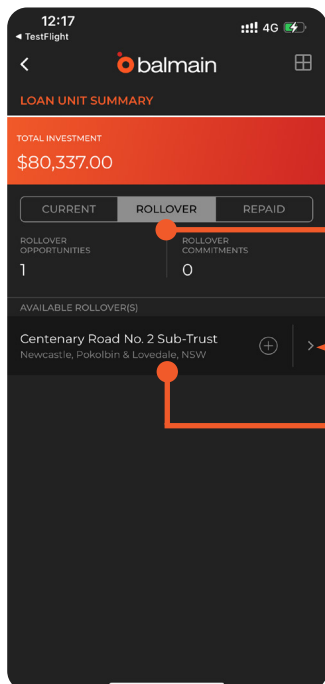 12:17
4G
◄ TestFlight
balmain
LOAN UNIT SUMMARY
TOTAL INVESTMENT
$80,337.00
CURRENT ROLLOVER REPAID
ROLLOVER OPPORTUNITIES
1
ROLLOVER COMMITMENTS
0
AVAILABLE ROLLOVER(S)
Centenary Road No. 2 Sub-Trust
Newcastle, Pokolbin & Lovedale, NSW